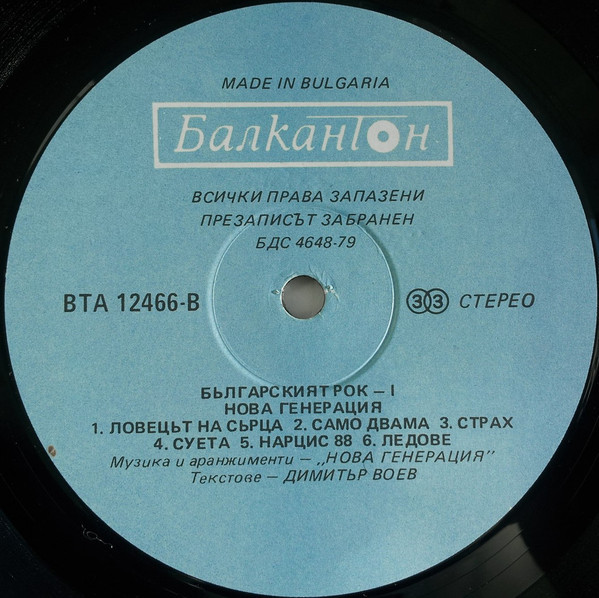 MADE IN BULGARIA
Балкантон
ВСИЧКИ ПРАВА ЗАПАЗЕНИ
ПРЕЗАПИСЪТ ЗАБРАНЕН
БДС 4648-79
ВТА 12466-В
33 СТЕРЕО
БЪЛГАРСКИЯТ РОК – I
НОВА ГЕНЕРАЦИЯ
1. ЛОВЕЦЪТ НА СЪРЦА 2. САМО ДВАМА 3. СТРАХ
4. СУЕТА 5. НАРЦИС 88 6. ЛЕДОВЕ
Музика и аранжименти – „НОВА ГЕНЕРАЦИЯ"
Текстове – ДИМИТЪР ВОЕВ